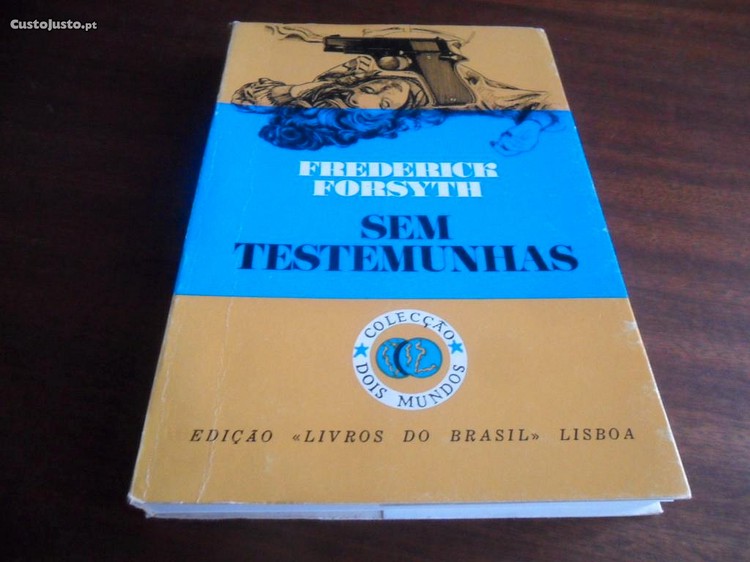 CustoJusto.pt
FREDERICK
FORSYTH
SEM
TESTEMUNHAS
COLECÇÃO
DOIS MUNDOS
EDIÇÃO «LIVROS DO BRASIL» LISBOA